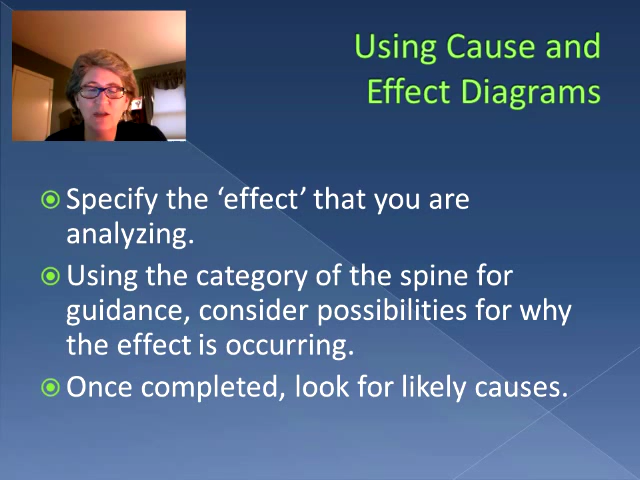 Using Cause and
Effect Diagrams
Specify the ‘effect’ that you are
analyzing.
Using the category of the spine for
guidance, consider possibilities for why
the effect is occurring.
Once completed, look for likely causes.